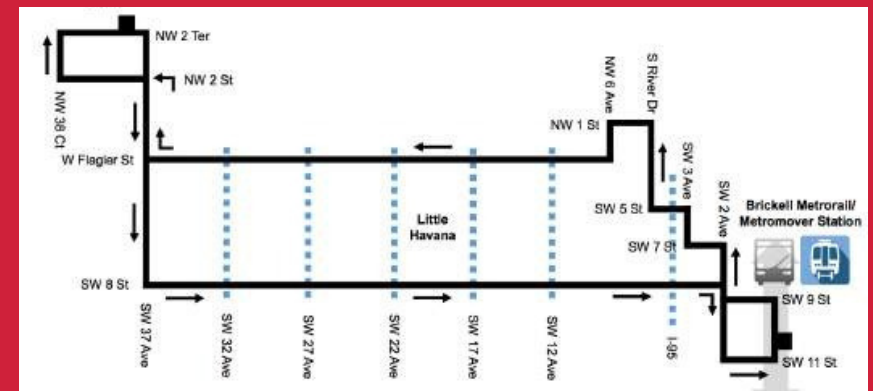 NW 2 Ter
NW 2 St
NW 38 Ct
NW 6 Ave
S River Dr
NW 1 St
W Flagler St
SW 3 Ave
SW 2 Ave
Brickell Metrorail/
Metromover Station
Little
Havana
SW 5 St
SW 7 St
SW 8 St
SW 9 St
SW 37 Ave
SW 32 Ave
SW 27 Ave
SW 22 Ave
SW 17 Ave
SW 12 Ave
I-95
SW 11 St